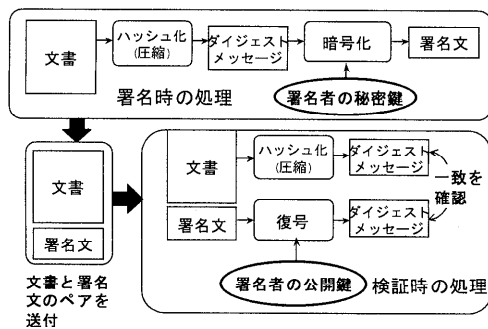 文書
ハッシュ化
(圧縮)
ダイジェスト
メッセージ
暗号化
署名文
署名時の処理
署名者の秘密鍵
文書
署名文
文書と署名
文のペアを
送付
文書
ハッシュ化
(圧縮)
ダイジェスト
メッセージ
一致を
確認
署名文
復号
ダイジェスト
メッセージ
署名者の公開鍵
検証時の処理